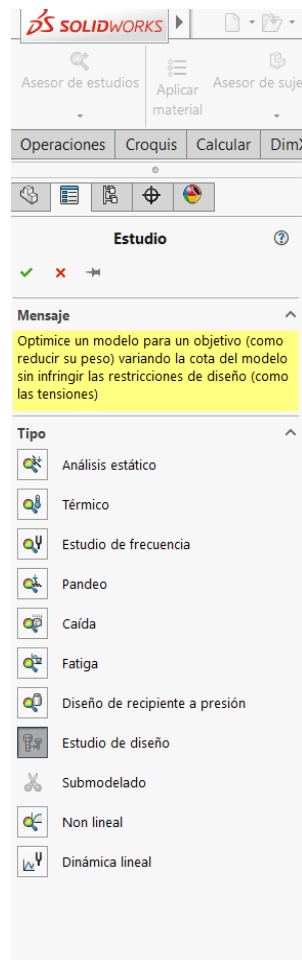 SOLIDWORKS
Asesor de estudios
Aplicar material
Asesor de suje
Operaciones Croquis Calcular DimX
Estudio
Mensaje
Optimice un modelo para un objetivo (como
reducir su peso) variando la cota del modelo
sin infringir las restricciones de diseño (como
las tensiones)
Tipo
Análisis estático
Térmico
Estudio de frecuencia
Pandeo
Caída
Fatiga
Diseño de recipiente a presión
Estudio de diseño
Submodelado
Non lineal
Dinámica lineal